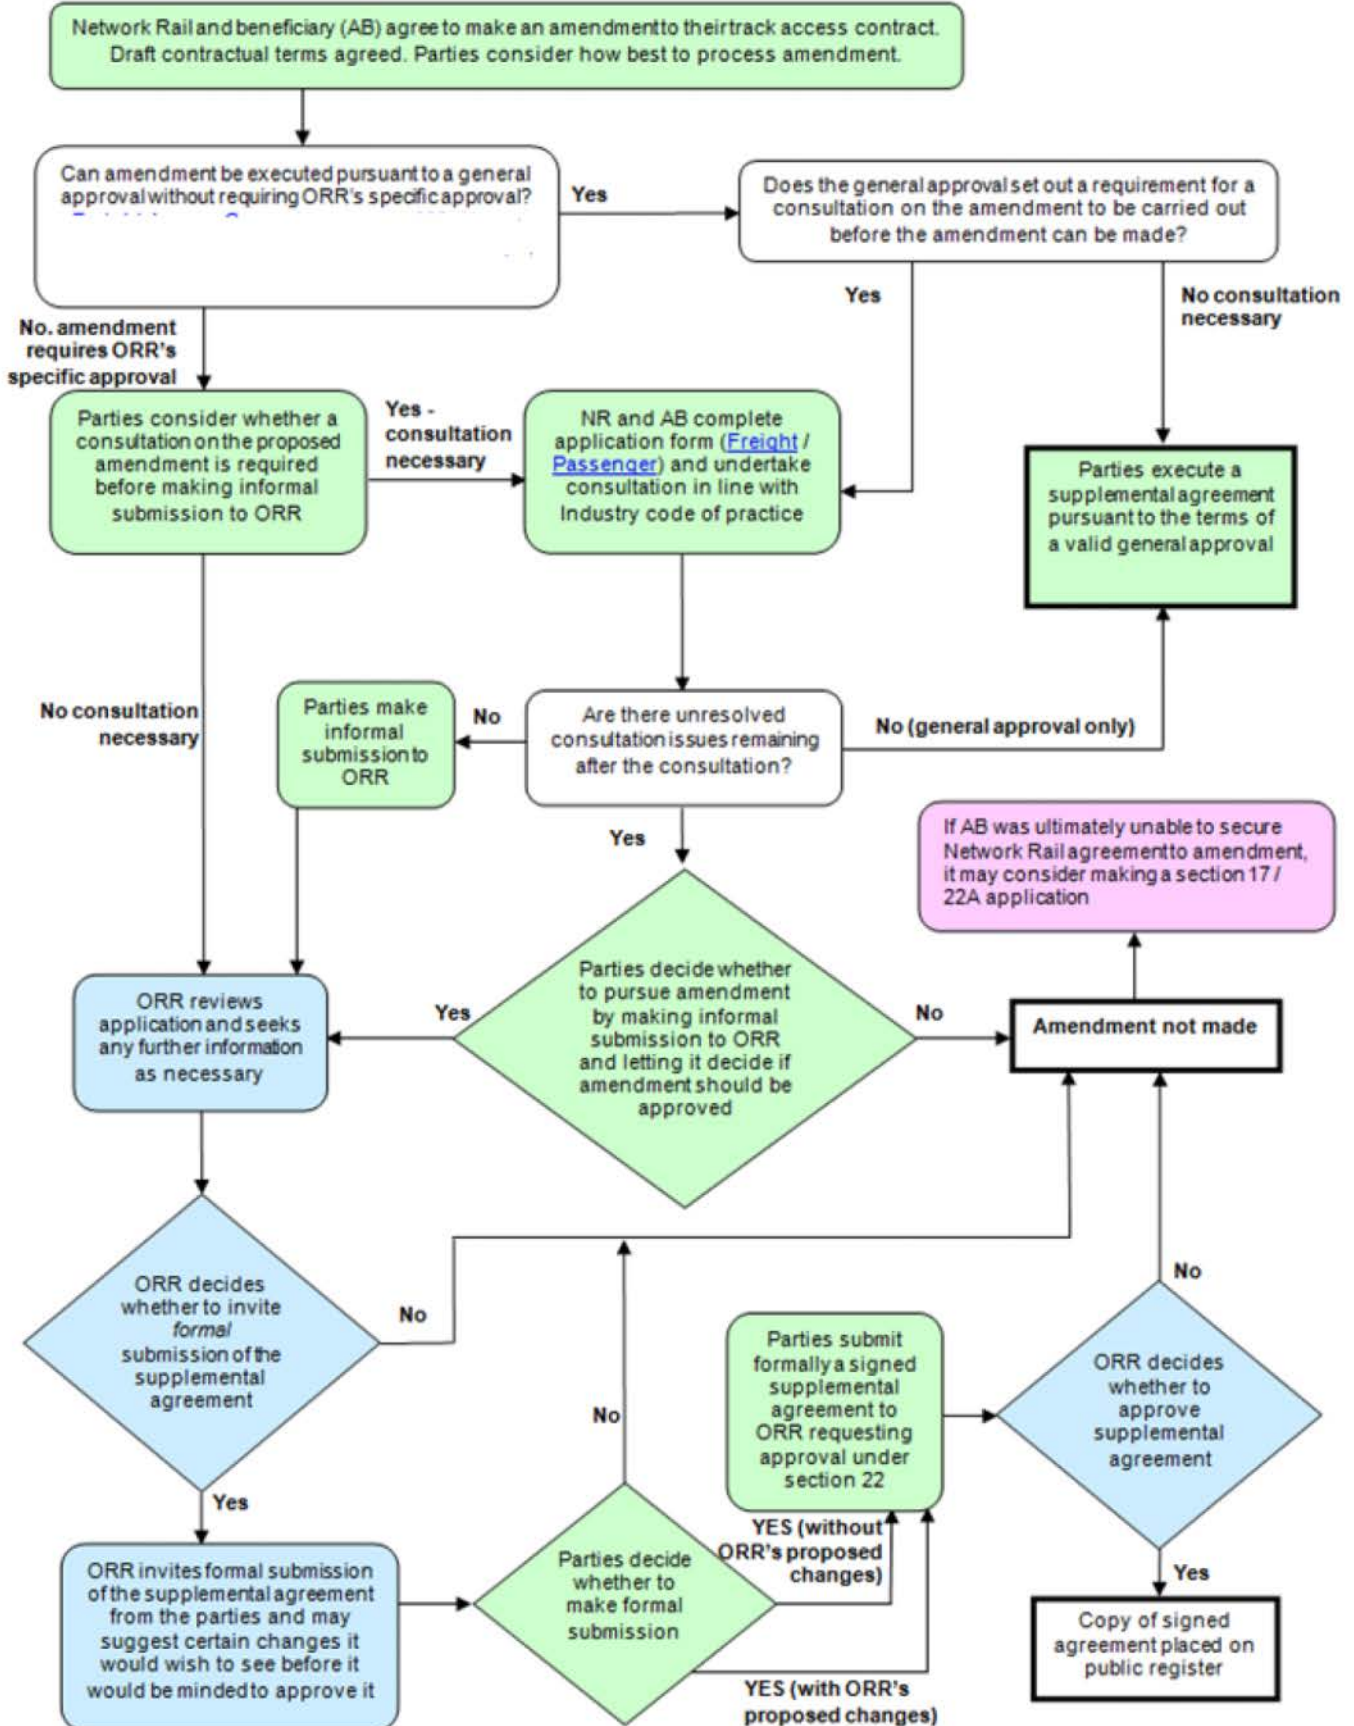 Network Rail and beneficiary (AB) agree to make an amendment to their track access contract.
Draft contractual terms agreed. Parties consider how best to process amendment.
Can amendment be executed pursuant to a general
approval without requiring ORR's specific approval?
Yes
Does the general approval set out a requirement for a
consultation on the amendment to be carried out
before the amendment can be made?
Yes
No consultation
necessary
No. amendment
requires ORR's
specific approval
Parties consider whether a
consultation on the proposed
amendment is required
before making informal
submission to ORR
Yes -
consultation
necessary
NR and AB complete
application form (Freight /
Passenger) and undertake
consultation in line with
Industry code of practice
Parties execute a
supplemental agreement
pursuant to the terms of
a valid general approval
No consultation
necessary
Parties make
informal
submission to
ORR
No
Are there unresolved
consultation issues remaining
after the consultation?
No (general approval only)
Yes
If AB was ultimately unable to secure
Network Rail agreement to amendment,
it may consider making a section 17 /
22A application
ORR reviews
application and seeks
any further information
as necessary
Yes
Parties decide whether
to pursue amendment
by making informal
submission to ORR
and letting it decide if
amendment should be
approved
No
Amendment not made
ORR decides
whether to invite
formal
submission of the
supplemental
agreement
No
No
Parties submit
formally a signed
supplemental
agreement to
ORR requesting
approval under
section 22
No
ORR decides
whether to
approve
supplemental
agreement
Yes
ORR invites formal submission
of the supplemental agreement
from the parties and may
suggest certain changes it
would wish to see before it
would be minded to approve it
Parties decide
whether to
make formal
submission
YES (without
ORR's proposed
changes)
YES (with ORR's
proposed changes)
Yes
Copy of signed
agreement placed on
public register